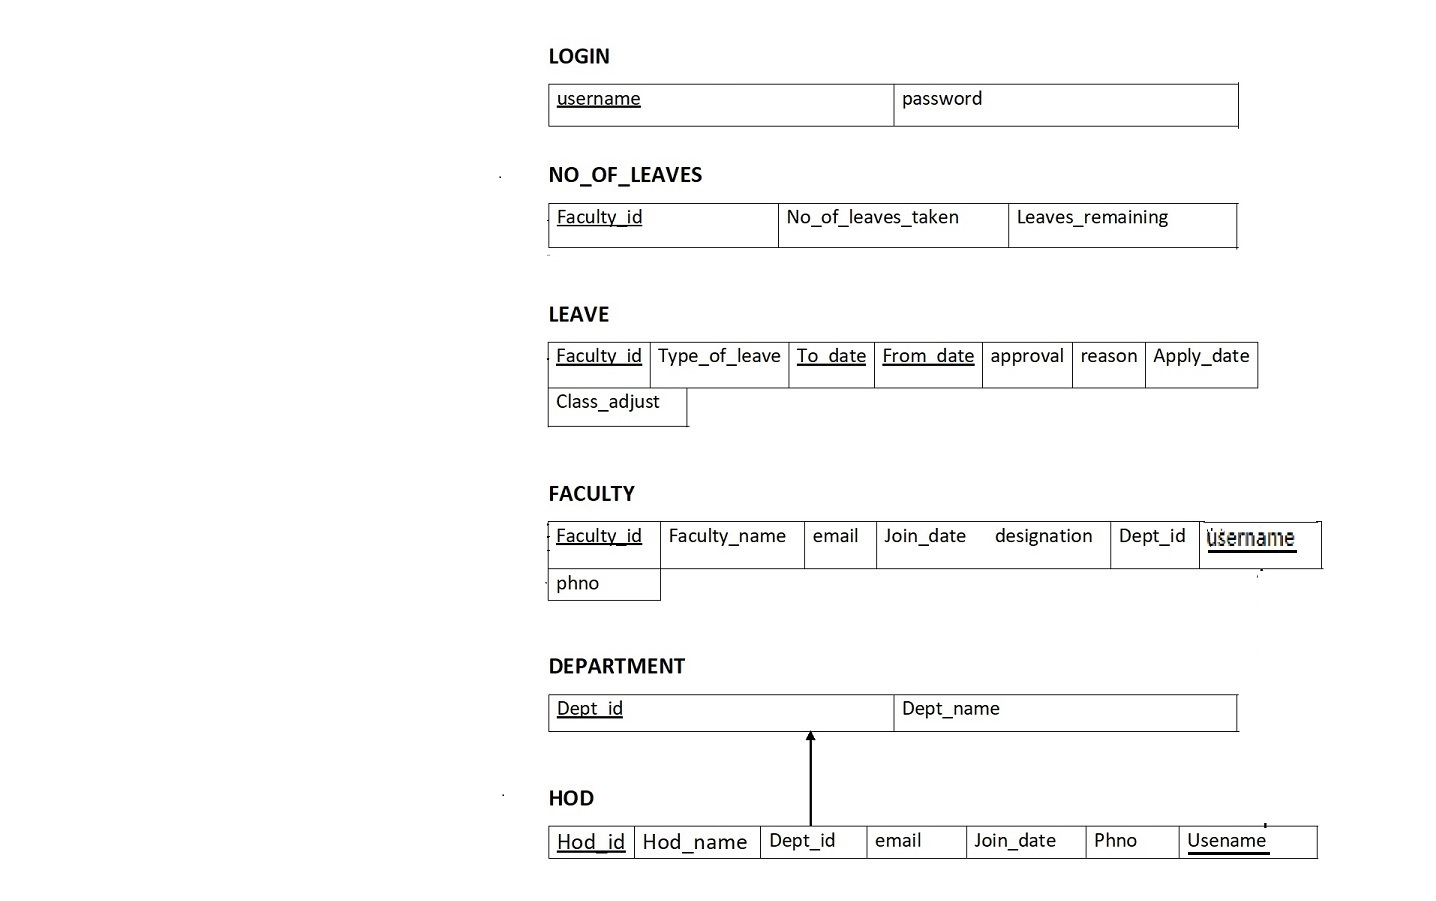 LOGIN
username password
NO_OF_LEAVES
Faculty_id No_of_leaves_taken Leaves_remaining
LEAVE
Faculty_id Type_of_leave To_date From_date approval reason Apply_date
Class_adjust
FACULTY
Faculty_id Faculty_name email Join_date designation Dept_id username
phno
DEPARTMENT
Dept_id Dept_name
HOD
Hod_id Hod_name Dept_id email Join_date Phno Usename